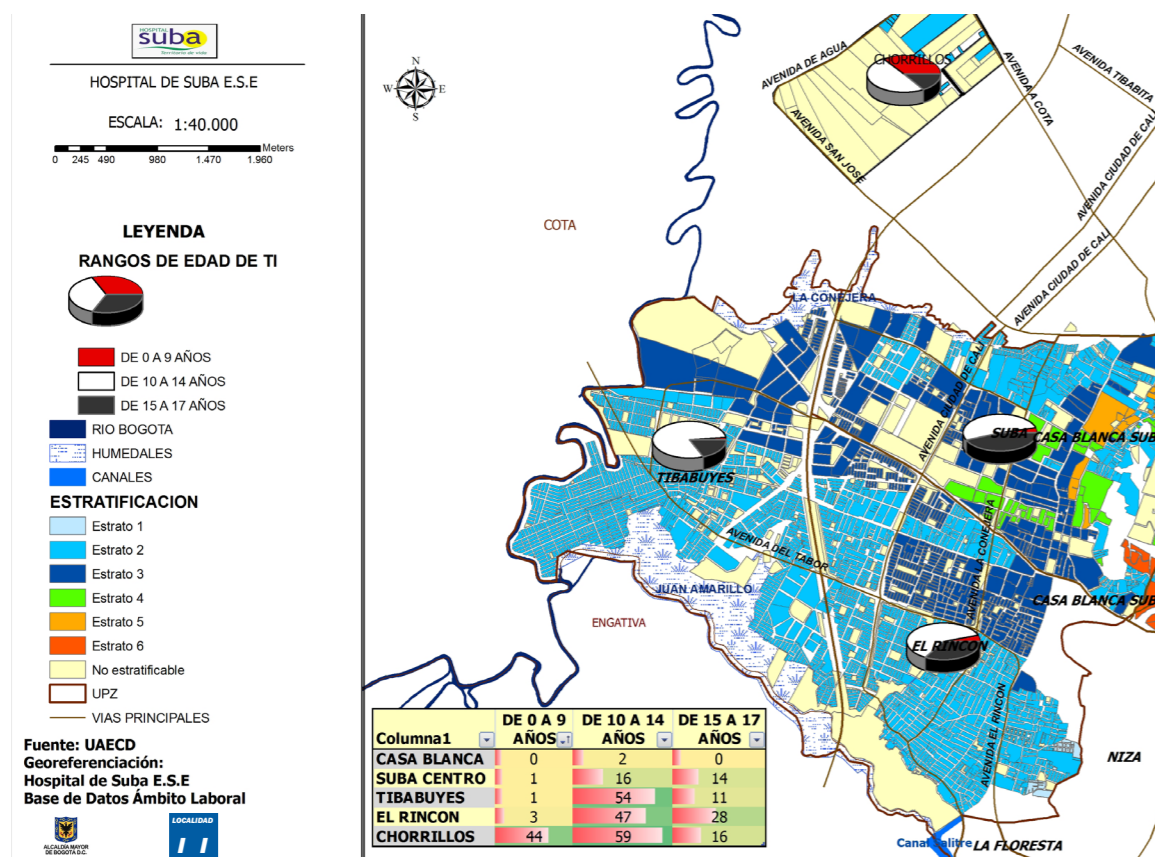 HOSPITAL
suba
Territorio de vida
HOSPITAL DE SUBA E.S.E
ESCALA: 1:40.000
Meters
0 245 490 980 1.470 1.960
LEYENDA
RANGOS DE EDAD DE TI
DE 0 A 9 AÑOS
DE 10 A 14 AÑOS
DE 15 A 17 AÑOS
RIO BOGOTA
HUMEDALES
CANALES
ESTRATIFICACION
Estrato 1
Estrato 2
Estrato 3
Estrato 4
Estrato 5
Estrato 6
No estratificable
UPZ
VIAS PRINCIPALES
Fuente: UAECD
Georeferenciación:
Hospital de Suba E.S.E
Base de Datos Ámbito Laboral
ALCALDIA MAYOR
DE BOGOTA D.C.
LOCALIDAD
11
N
W E
S
CHORRILLOS
AVENIDA DE AGUA
AVENIDA TIBABITA
AVENIDA A COTA
AVENIDA SAN JOSE
AVENIDA CIUDAD DE CALI
AVENIDA CIUDAD DE CALI
COTA
LA CONEJERA
AVENIDA CIUDAD DE CALI
SUBA
CASA BLANCA SUB
TIBABUYES
AVENIDA LA CONEJERA
AVENIDA DEL TABOR
JUAN AMARILLO
CASA BLANCA SUB
ENGATIVA
EL RINCON
AVENIDA EL RINCON
NIZA
Canal Salitre
LA FLORESTA
Columna1 DE 0 A 9 AÑOS DE 10 A 14 AÑOS DE 15 A 17 AÑOS
CASA BLANCA 0 2 0
SUBA CENTRO 1 16 14
TIBABUYES 1 54 11
EL RINCON 3 47 28
CHORRILLOS 44 59 16